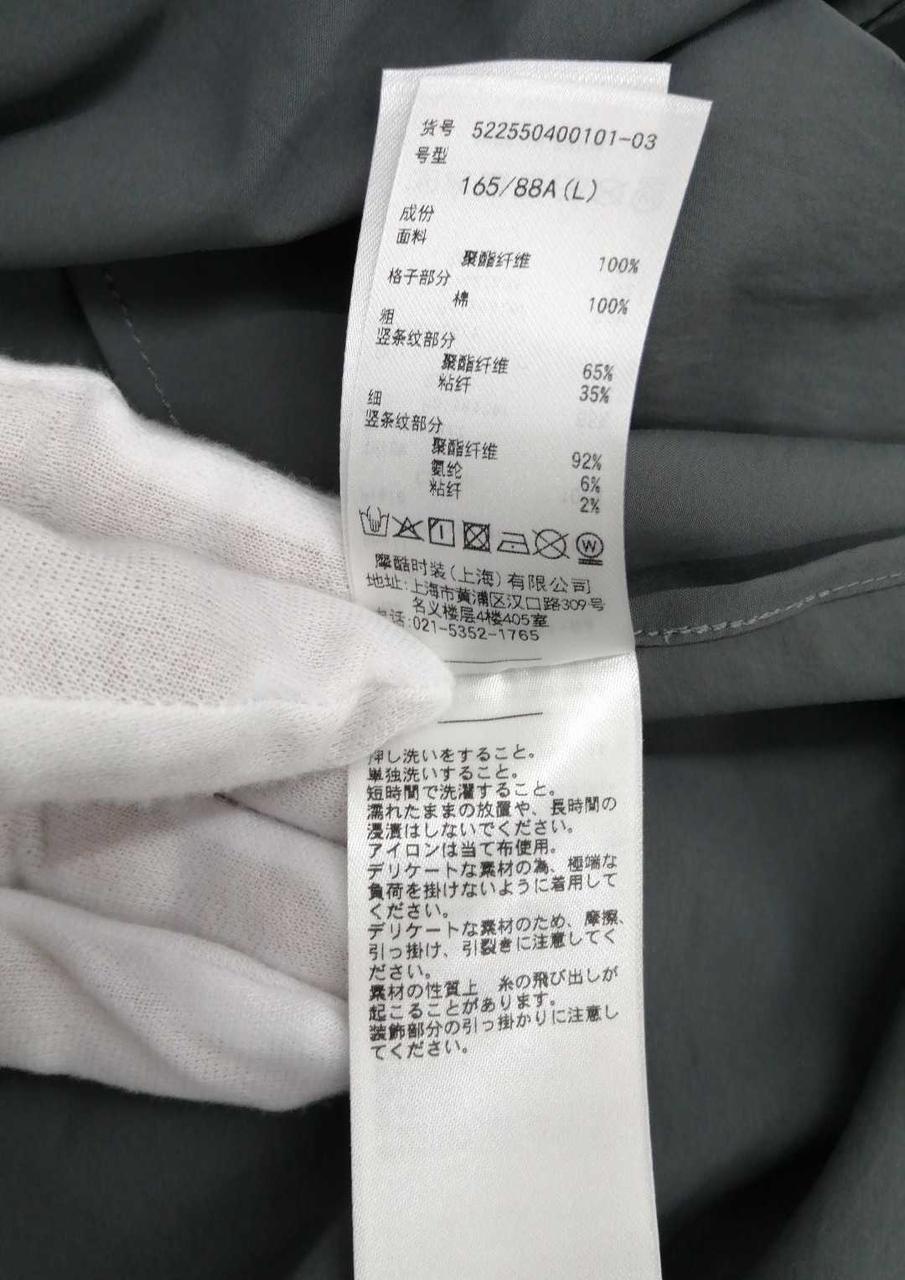 货号 522550400101-03
号型
165/88A(L)
成份
面料
聚酯纤维 100%
格子部分
棉 100%
粗
竖条纹部分
聚酯纤维 65%
粘纤 35%
细
竖条纹部分
聚酯纤维 92%
氨纶 6%
粘纤 2%
W
摩酷时装(上海)有限公司
地址:上海市黄浦区汉口路309号
名义楼层4楼405室
话:021-5352-1765
押し洗いをすること。
単独洗いすること。
短時間で洗濯すること。
濡れたままの放置や、長時間の
浸漬はしないでください。
アイロンは当て布使用。
デリケートな素材の為、極端な
負荷を掛けないように着用して
ください。
デリケートな素材のため、摩擦、
引っ掛け、引裂きに注意してく
ださい。
素材の性質上 糸の飛び出しが
起こることがあります。
装飾部分の引っ掛かりに注意し
てください。